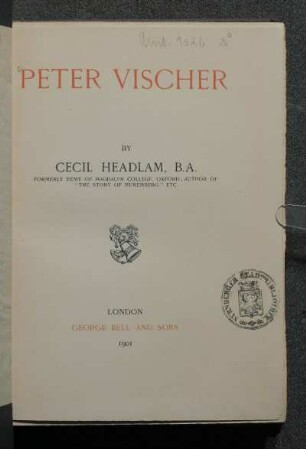 PETER VISCHER
BY
CECIL HEADLAM, B.A.
FORMERLY DEMY OF MAGDALEN COLLEGE, OXFORD; AUTHOR OF
"THE STORY OF NUREMBERG," ETC
LONDON
GEORGE BELL AND SONS
1901